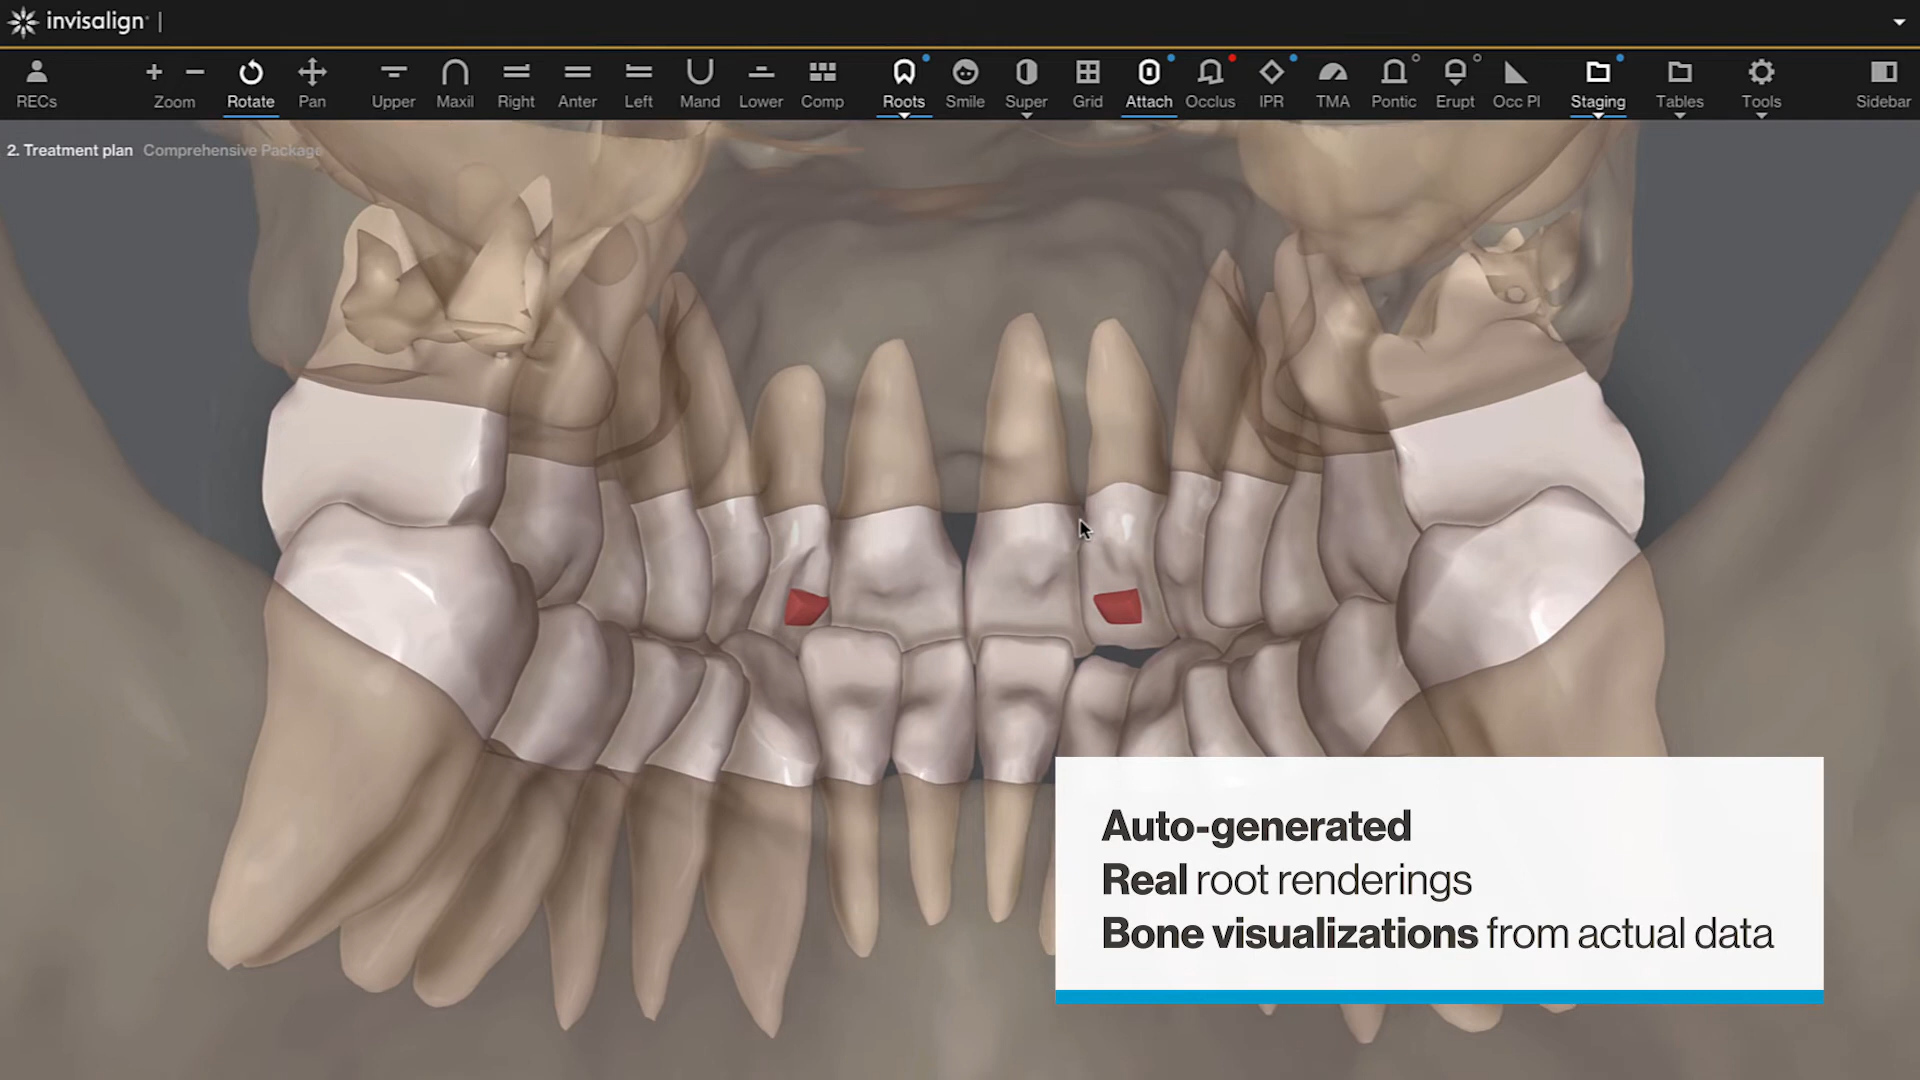 invisalign
RECs
Zoom
Rotate
Pan
Upper
Maxil
Right
Anter
Left
Mand
Lower
Comp
Roots
Smile
Super
Grid
Attach
Occlus
IPR
TMA
Pontic
Erupt
Occ Pl
Staging
Tables
Tools
Sidebar
2. Treatment plan Comprehensive Package
Auto-generated
Real root renderings
Bone visualizations from actual data